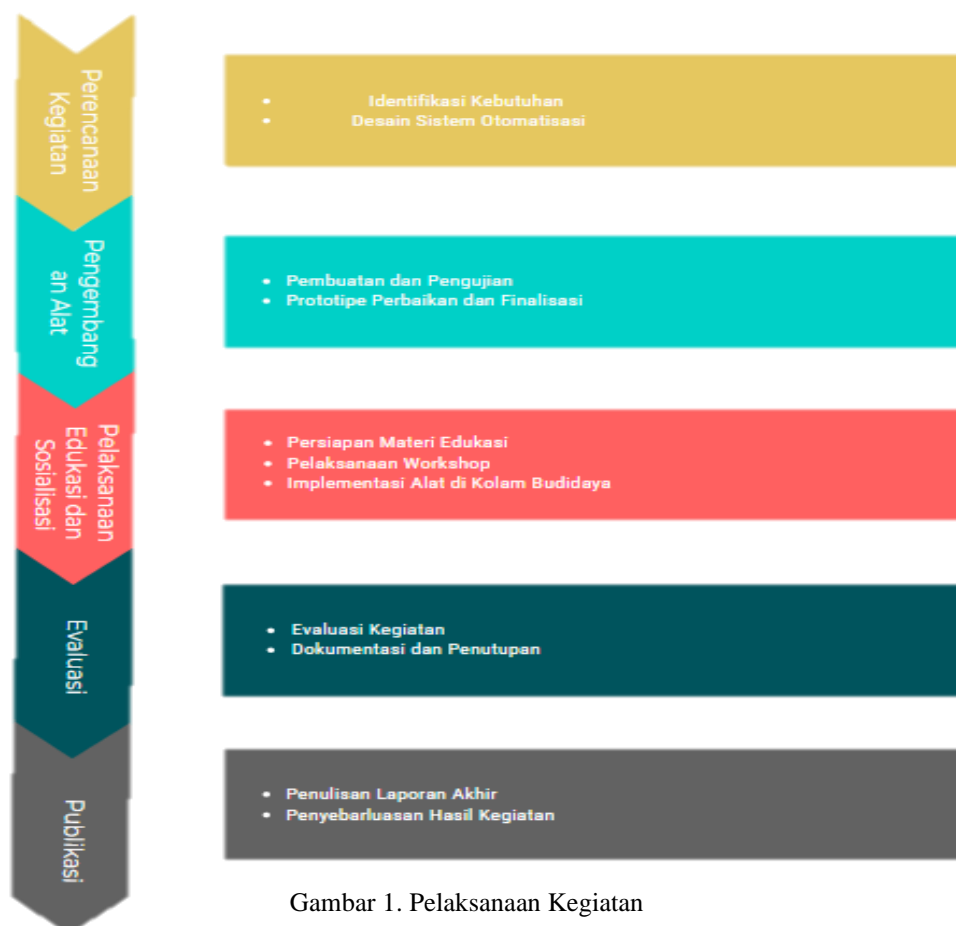 Perencanaan
Kegiatan
• Identifikasi Kebutuhan
• Desain Sistem Otomatisasi
Pengembang
an Alat
• Pembuatan dan Pengujian
• Prototipe Perbaikan dan Finalisasi
Pelaksanaan
Edukasi dan
Sosialisasi
• Persiapan Materi Edukasi
• Pelaksanaan Workshop
• Implementasi Alat di Kolam Budidaya
Evaluasi
• Evaluasi Kegiatan
• Dokumentasi dan Penutupan
Publikasi
• Penulisan Laporan Akhir
• Penyebarluasan Hasil Kegiatan
Gambar 1. Pelaksanaan Kegiatan